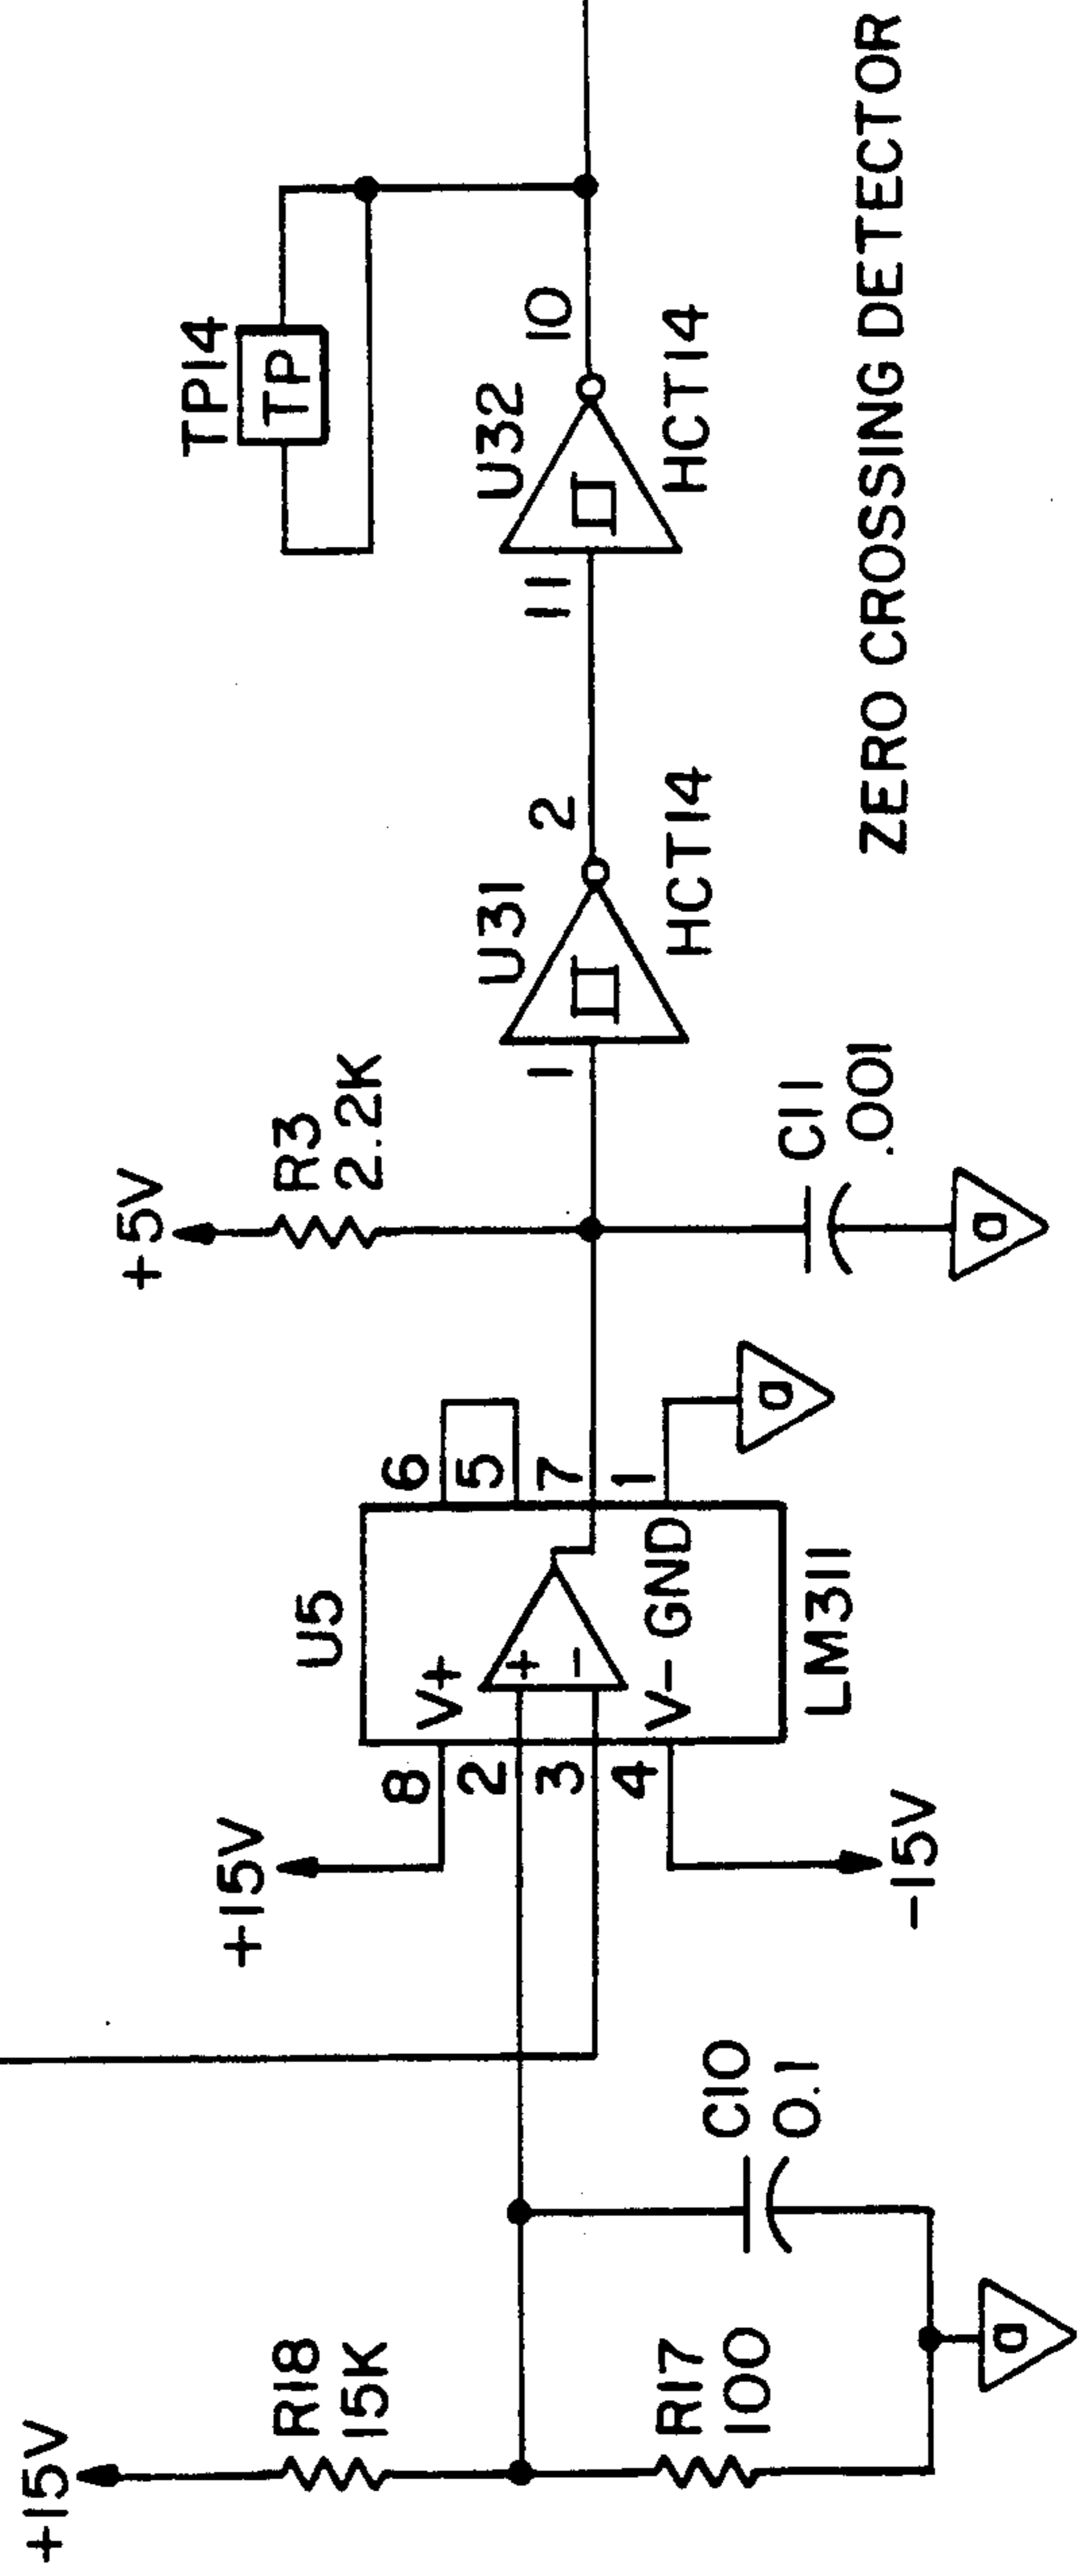 +15V
R18
15K
R17
100
C10
0.1
+15V
-15V
8
2
3
4
U5
V+
+
-
V- GND
LM311
6
5
7
1
a
a
+5V
R3
2.2K
C11
.001
a
1
U31
2
HCT14
11
U32
10
HCT14
TP14
TP
ZERO CROSSING DETECTOR